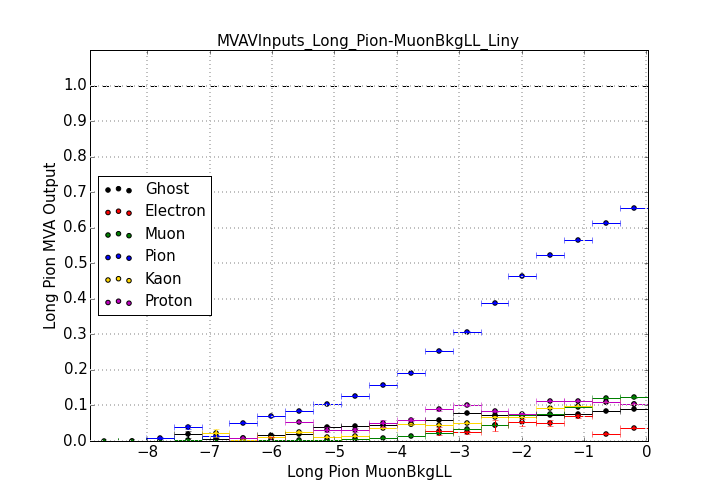 MVAVInputs_Long_Pion-MuonBkgLL_Liny
Long Pion MVA Output
1.0
0.9
0.8
0.7
0.6
0.5
0.4
0.3
0.2
0.1
0.0
Ghost
Electron
Muon
Pion
Kaon
Proton
−8 −7 −6 −5 −4 −3 −2 −1 0
Long Pion MuonBkgLL